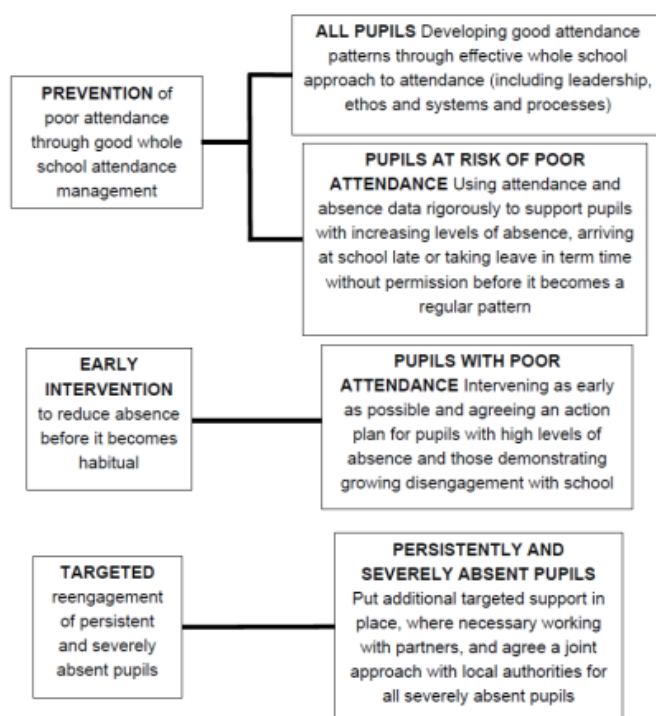 PREVENTION of
poor attendance
through good whole
school attendance
management
ALL PUPILS Developing good attendance
patterns through effective whole school
approach to attendance (including leadership,
ethos and systems and processes)
PUPILS AT RISK OF POOR
ATTENDANCE Using attendance and
absence data rigorously to support pupils
with increasing levels of absence, arriving
at school late or taking leave in term time
without permission before it becomes a
regular pattern
EARLY
INTERVENTION
to reduce absence
before it becomes
habitual
PUPILS WITH POOR
ATTENDANCE Intervening as early
as possible and agreeing an action
plan for pupils with high levels of
absence and those demonstrating
growing disengagement with school
TARGETED
reengagement
of persistent
and severely
absent pupils
PERSISTENTLY AND
SEVERELY ABSENT PUPILS
Put additional targeted support in
place, where necessary working
with partners, and agree a joint
approach with local authorities for
all severely absent pupils